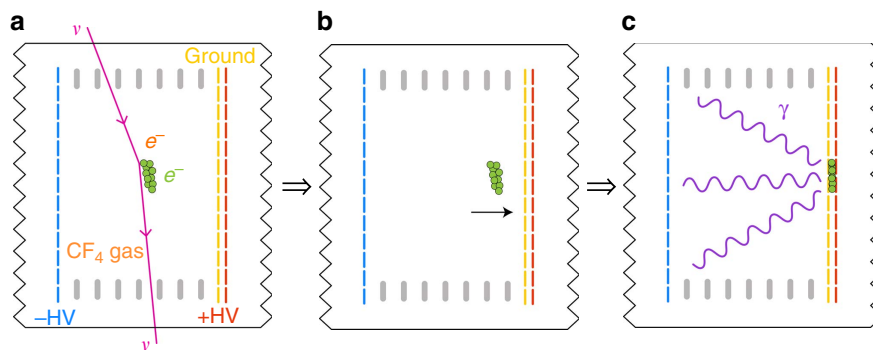 a
b
c
ν
Ground
γ
e⁻
e⁻
CF₄ gas
–HV
+HV
ν